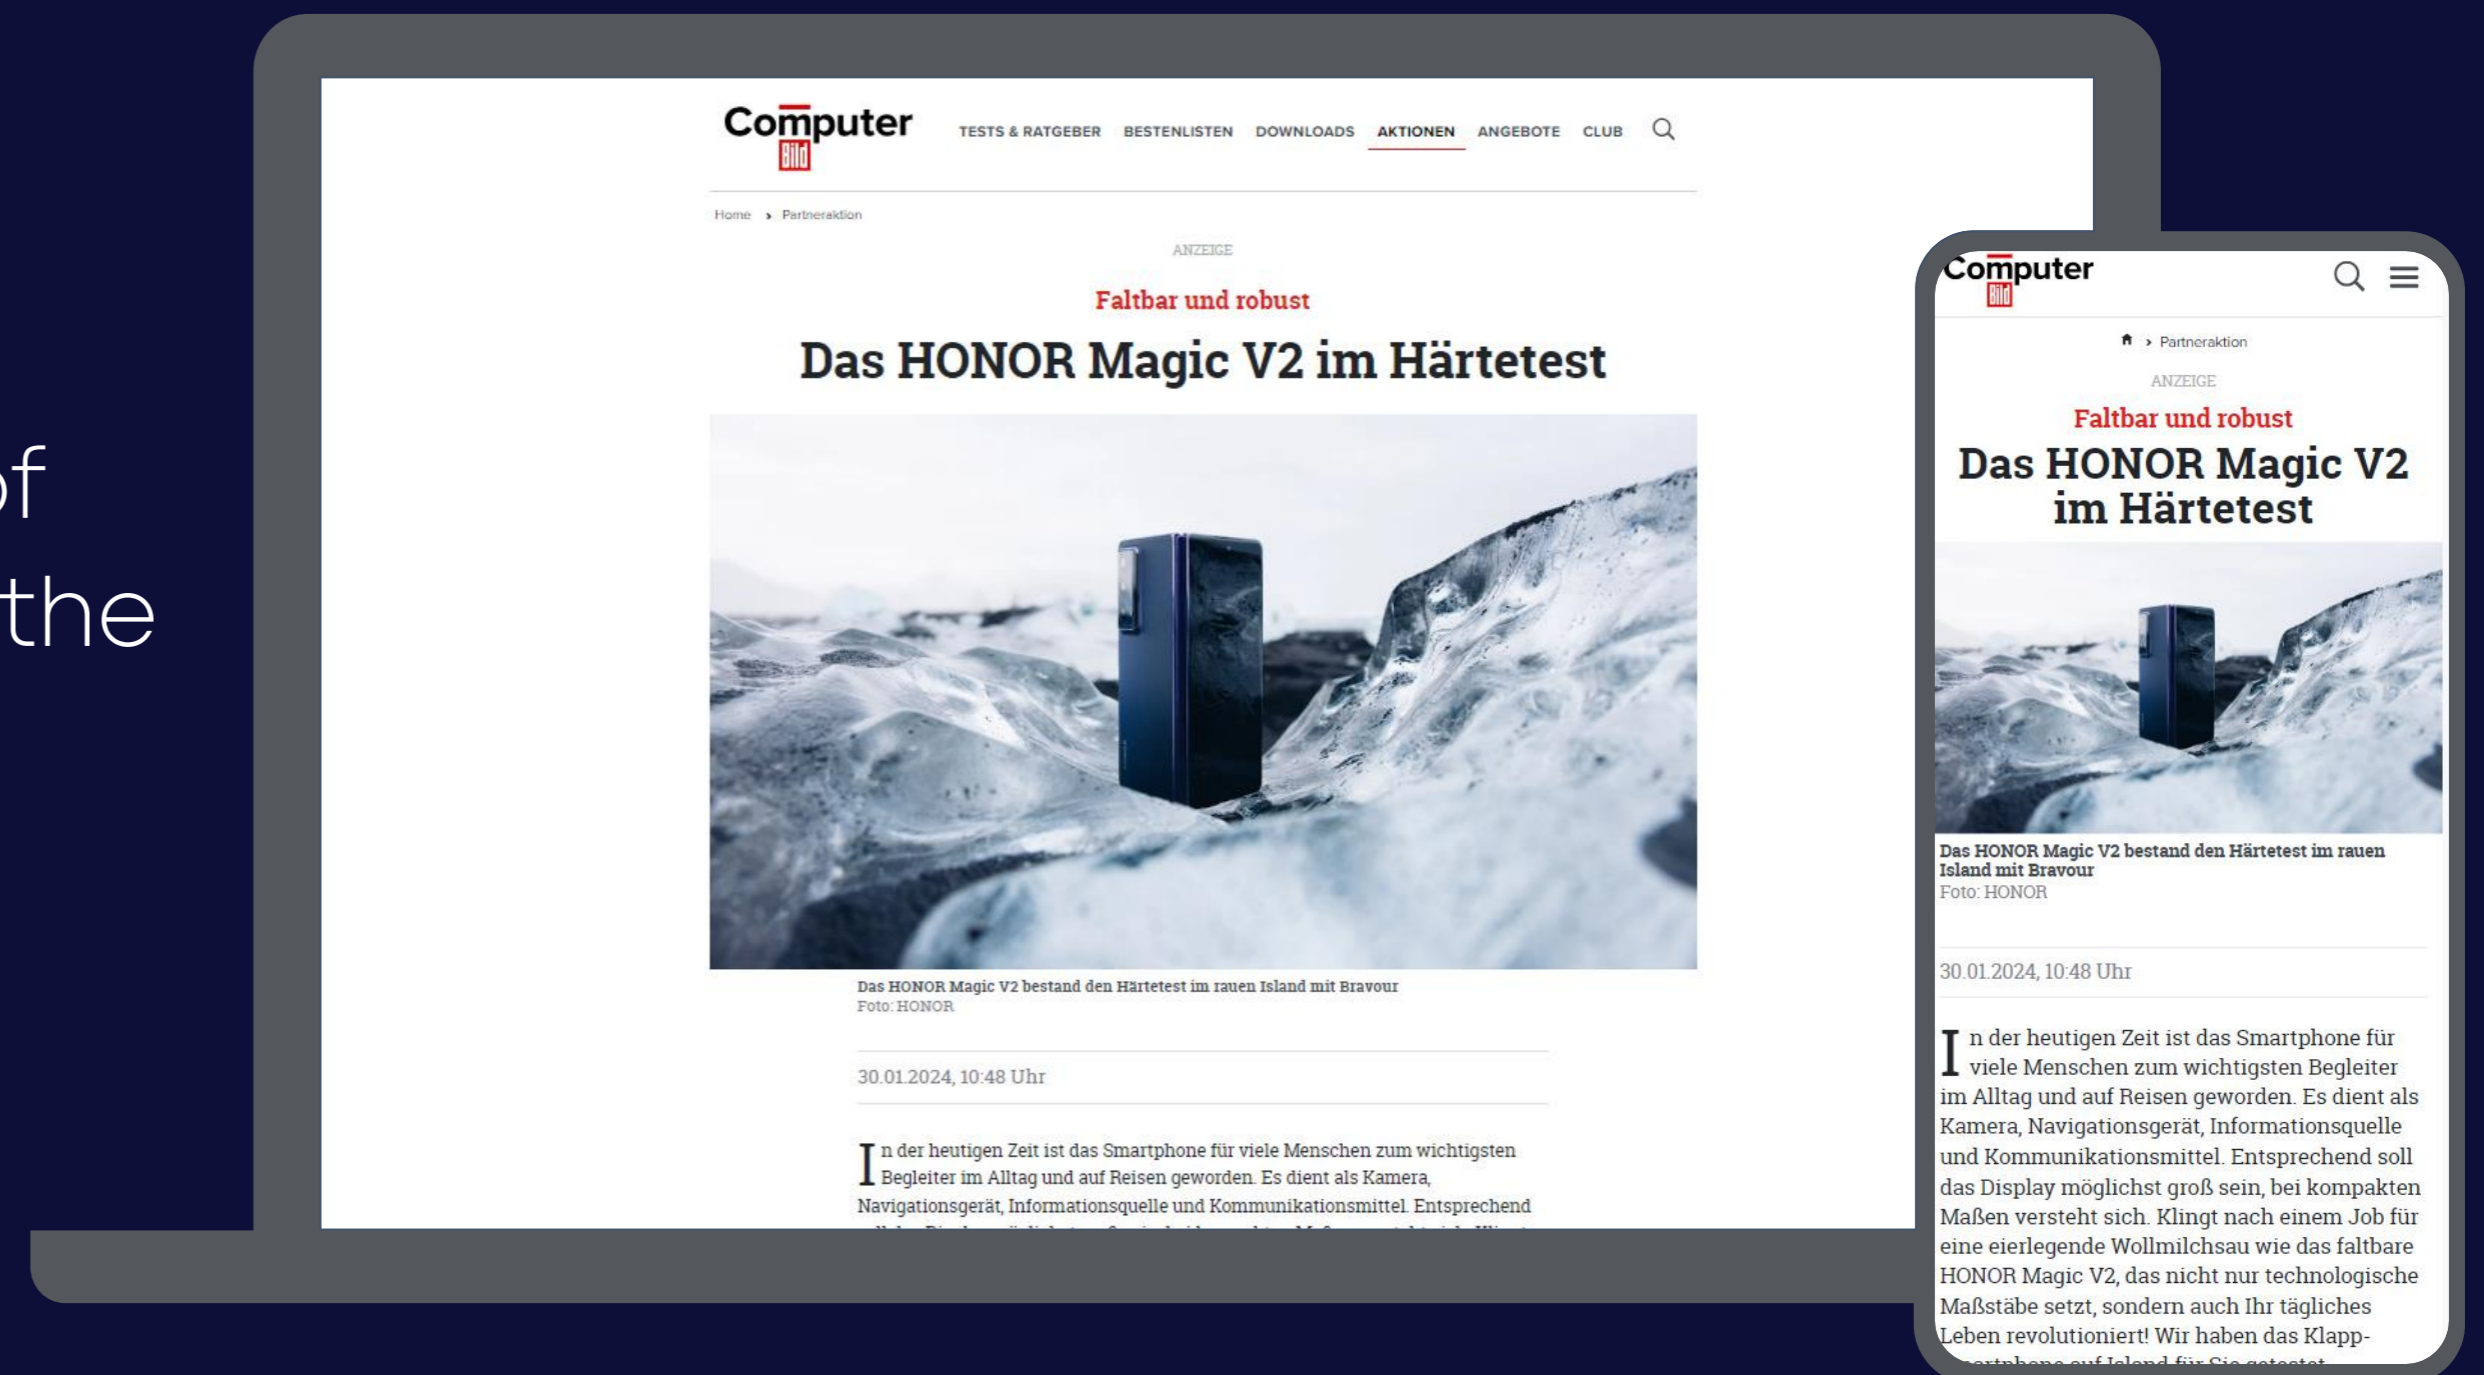 of
the
Computer
Bild
TESTS & RATGEBER BESTENLISTEN DOWNLOADS AKTIONEN ANGEBOTE CLUB
Home > Partneraktion
ANZEIGE
Faltbar und robust
Das HONOR Magic V2 im Härtetest
Das HONOR Magic V2 bestand den Härtetest im rauen Island mit Bravour
Foto: HONOR
30.01.2024, 10:48 Uhr
In der heutigen Zeit ist das Smartphone für viele Menschen zum wichtigsten
Begleiter im Alltag und auf Reisen geworden. Es dient als Kamera,
Navigationsgerät, Informationsquelle und Kommunikationsmittel. Entsprechend
Computer
Bild
> Partneraktion
ANZEIGE
Faltbar und robust
Das HONOR Magic V2
im Härtetest
Das HONOR Magic V2 bestand den Härtetest im rauen
Island mit Bravour
Foto: HONOR
30.01.2024, 10:48 Uhr
In der heutigen Zeit ist das Smartphone für
viele Menschen zum wichtigsten Begleiter
im Alltag und auf Reisen geworden. Es dient als
Kamera, Navigationsgerät, Informationsquelle
und Kommunikationsmittel. Entsprechend soll
das Display möglichst groß sein, bei kompakten
Maßen versteht sich. Klingt nach einem Job für
eine eierlegende Wollmilchsau wie das faltbare
HONOR Magic V2, das nicht nur technologische
Maßstäbe setzt, sondern auch Ihr tägliches
Leben revolutioniert! Wir haben das Klapp-